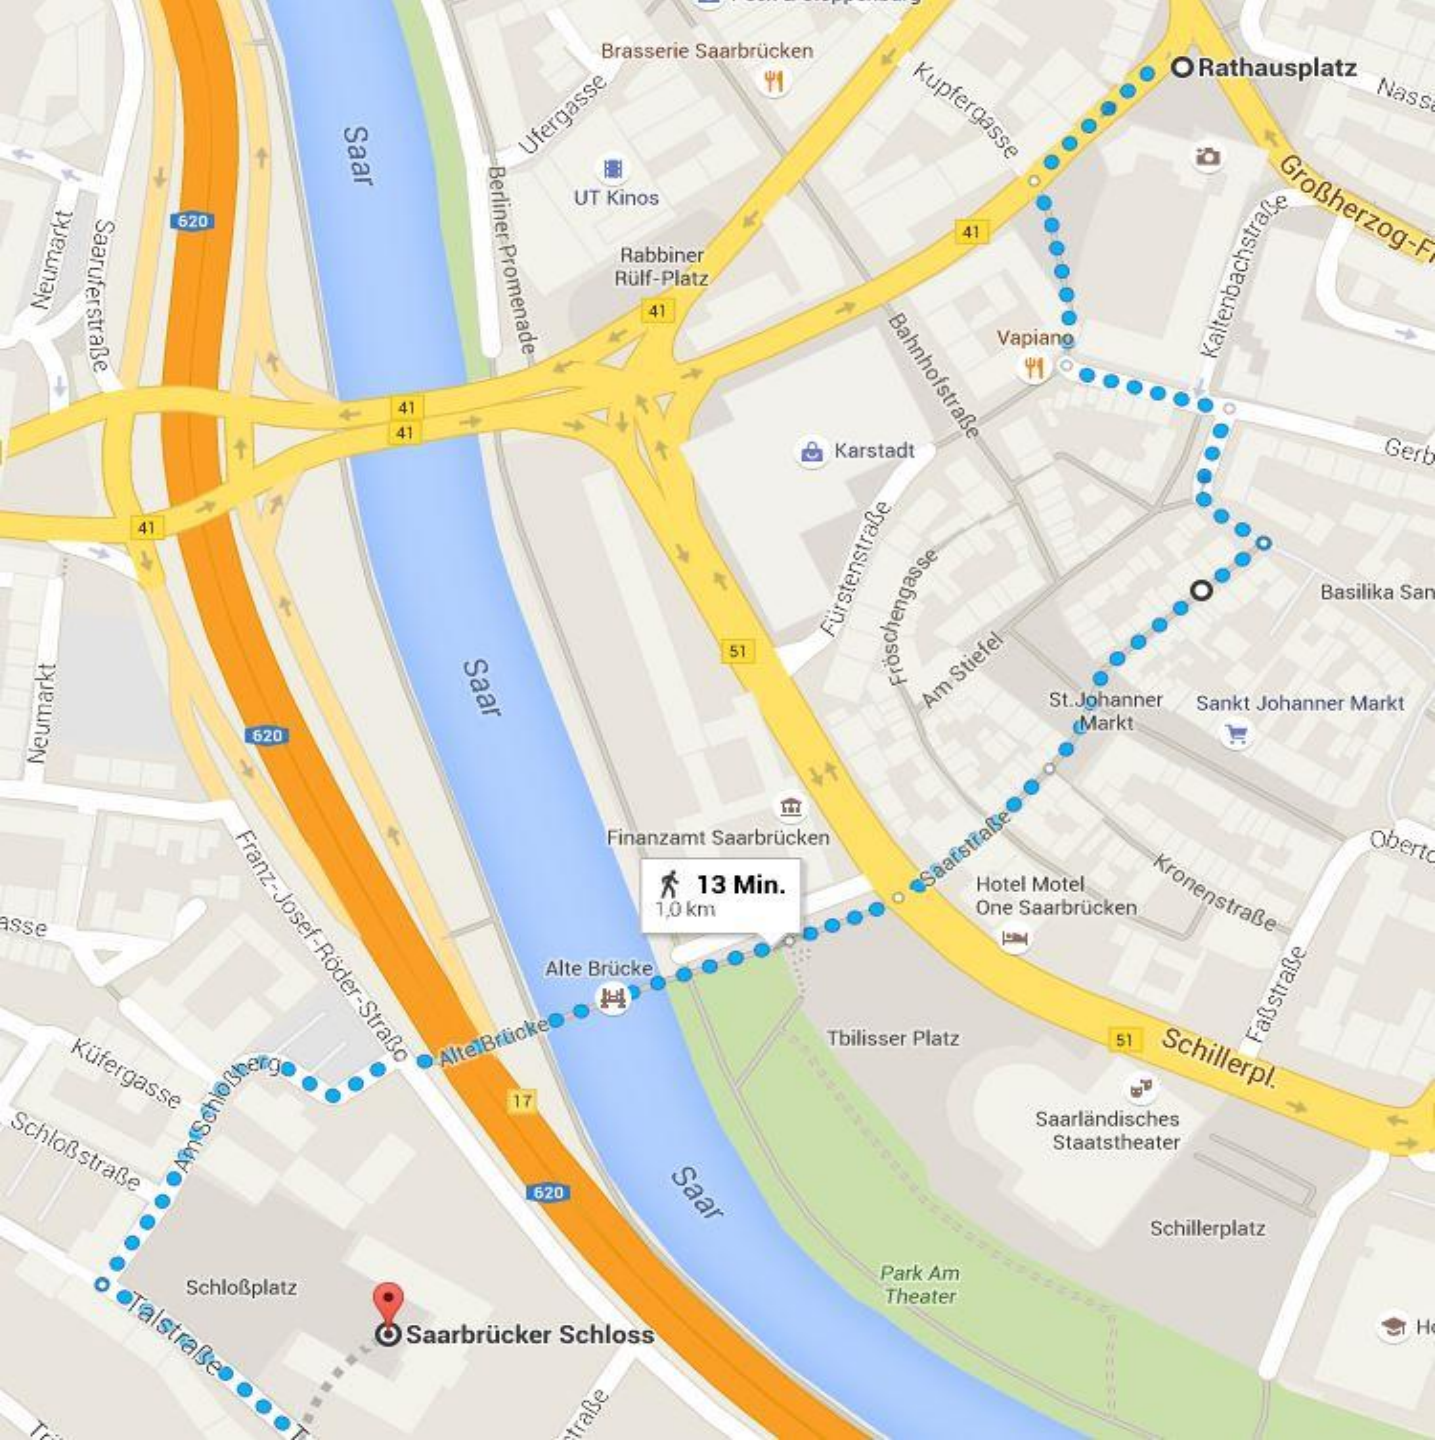 Brasserie Saarbrücken
Rathausplatz
Kupfergasse
Ufergasse
Saar
UT Kinos
620
Neumarkt
Saaruferstraße
Berliner Promenade
Großherzog-F
Rabbiner
Rülf-Platz
41
41
Kaltenbachstraße
Vapiano
Bahnhofstraße
41
41
Karstadt
Gerb
41
Fürstenstraße
Fröschengasse
Basilika San
51
Saar
Am Stiefel
St.Johanner
Markt
Sankt Johanner Markt
Neumarkt
620
Finanzamt Saarbrücken
Saarstraße
13 Min.
1,0 km
Hotel Motel
One Saarbrücken
Kronenstraße
Franz-Josef-Röder-Straßo
asse
Alte Brücke
Alte Brücke
Faßstraße
Tbilisser Platz
51
Schillerpl.
Küfergasse
Am Schloßberg
17
Schloßstraße
Saarländisches
Staatstheater
620
Saar
Schillerplatz
Schloßplatz
Park Am
Theater
Saarbrücker Schloss
Talstraße
straße